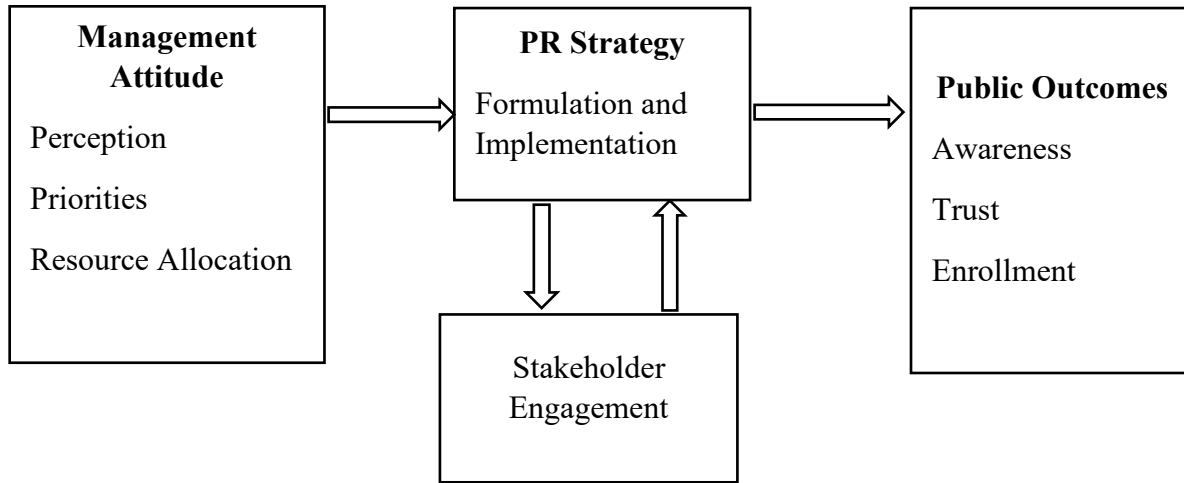 Management
Attitude
Perception
Priorities
Resource Allocation
PR Strategy
Formulation and
Implementation
Public Outcomes
Awareness
Trust
Enrollment
Stakeholder
Engagement